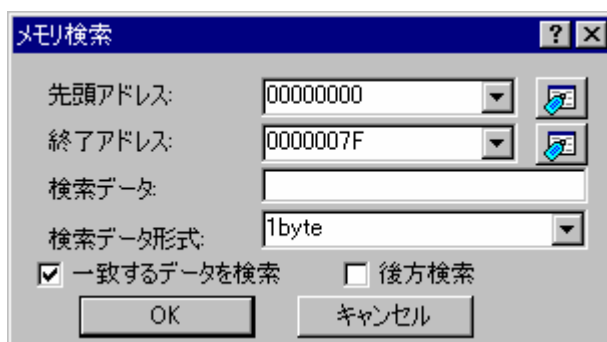 メモリ検索
先頭アドレス: 00000000
終了アドレス: 0000007F
検索データ:
検索データ形式: 1byte
一致するデータを検索 後方検索
OK キャンセル